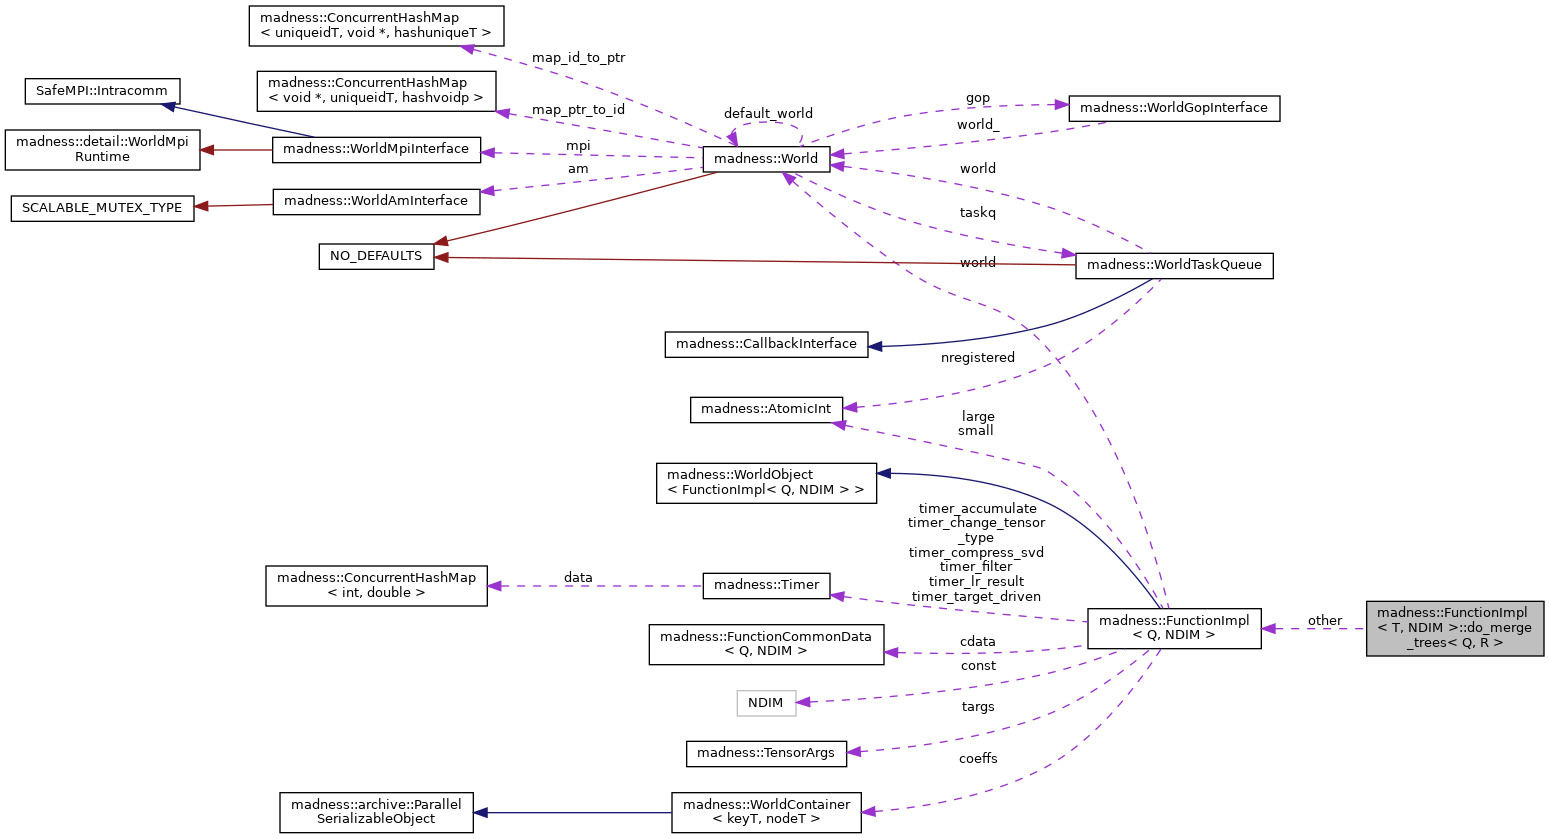 madness::ConcurrentHashMap
< uniqueidT, void *, hashuniqueT >
map_id_to_ptr
madness::ConcurrentHashMap
< void *, uniqueidT, hashvoidp >
map_ptr_to_id
SafeMPI::Intracomm
default_world
gop
madness::WorldGopInterface
world_
madness::detail::WorldMpi
Runtime
madness::WorldMpiInterface
mpi
madness::World
am
world
SCALABLE_MUTEX_TYPE
madness::WorldAmInterface
taskq
NO_DEFAULTS
world
madness::WorldTaskQueue
madness::CallbackInterface
nregistered
madness::AtomicInt
large
small
madness::WorldObject
< FunctionImpl< Q, NDIM > >
timer_accumulate
timer_change_tensor
_type
timer_compress_svd
timer_filter
timer_lr_result
timer_target_driven
madness::ConcurrentHashMap
< int, double >
data
madness::Timer
madness::FunctionImpl
< Q, NDIM >
other
madness::FunctionImpl
< T, NDIM >::do_merge
_trees< Q, R >
madness::FunctionCommonData
< Q, NDIM >
cdata
const
NDIM
targs
madness::TensorArgs
coeffs
madness::archive::Parallel
SerializableObject
madness::WorldContainer
< keyT, nodeT >